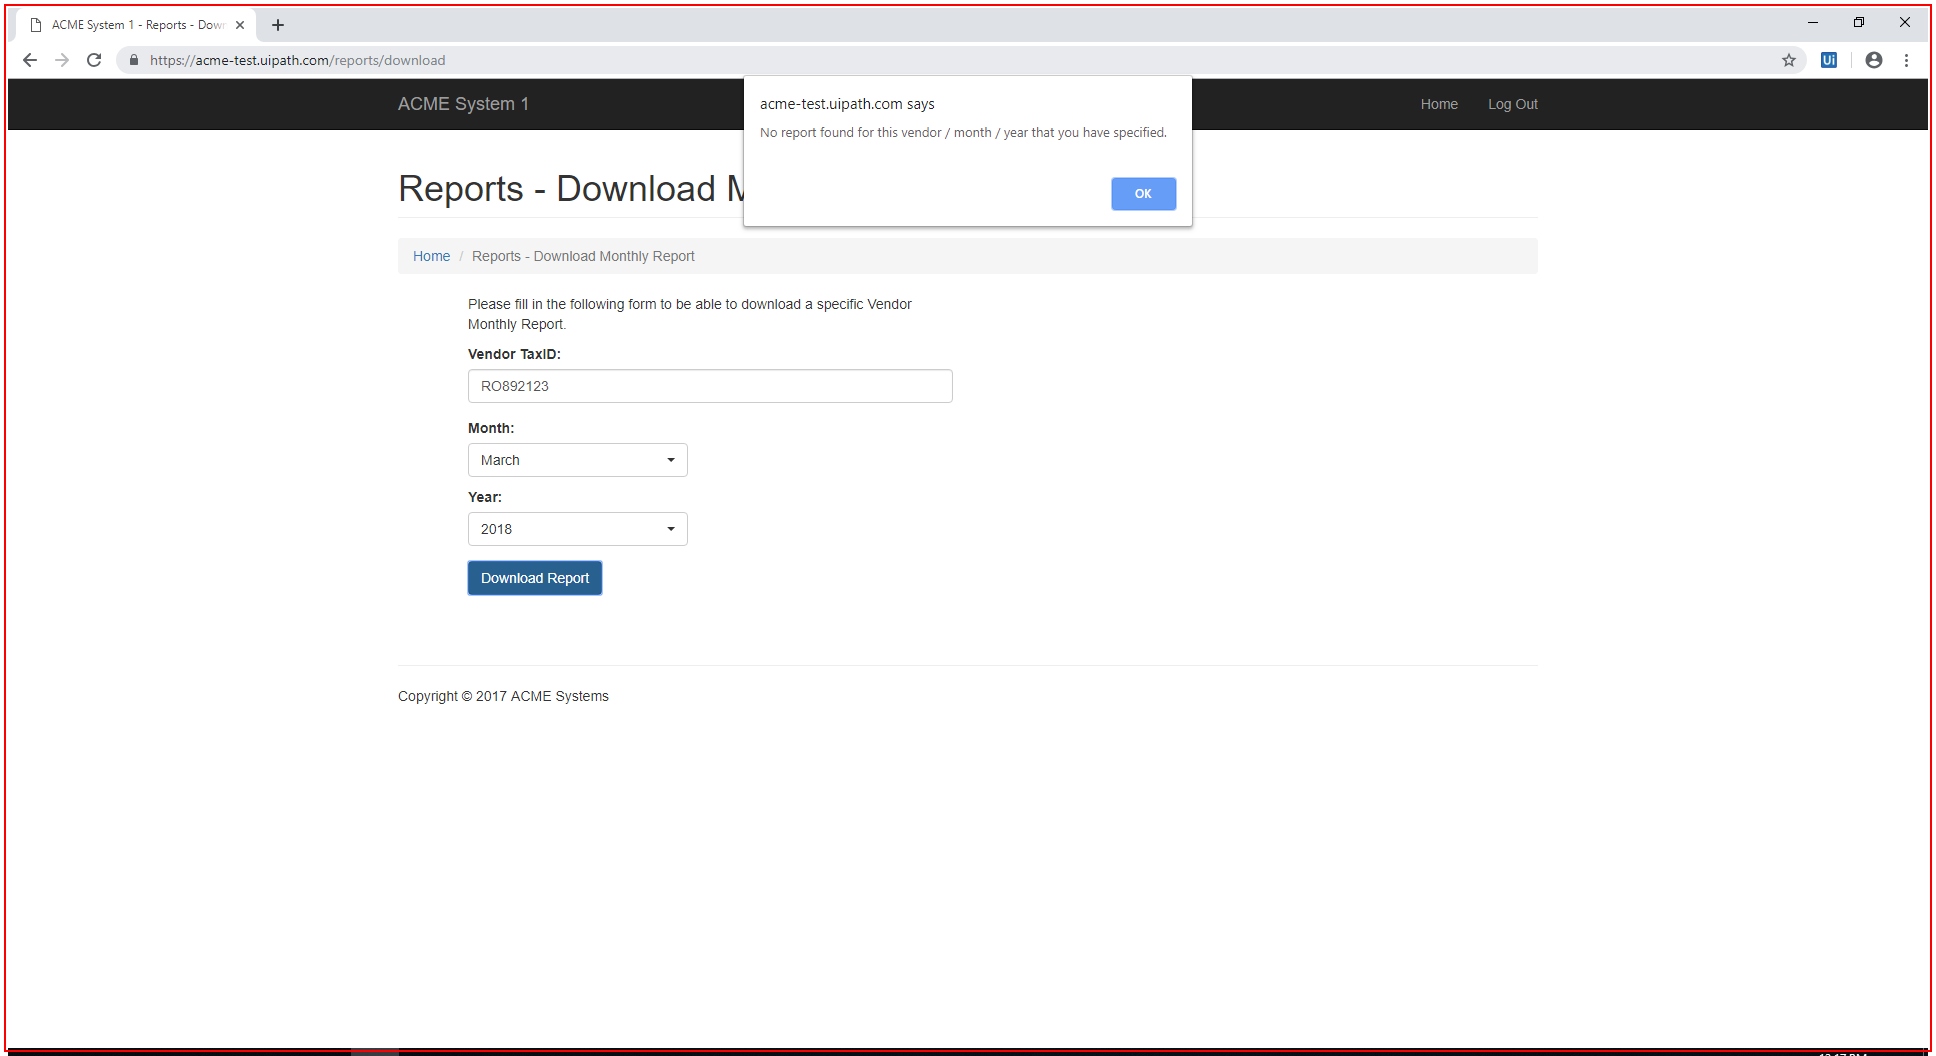 ACME System 1 - Reports - Dow
https://acme-test.uipath.com/reports/download
Ui
ACME System 1
Home
Log Out
acme-test.uipath.com says
No report found for this vendor / month / year that you have specified.
OK
Reports - Download
Home / Reports - Download Monthly Report
Please fill in the following form to be able to download a specific Vendor
Monthly Report.
Vendor TaxID:
RO892123
Month:
March
Year:
2018
Download Report
Copyright © 2017 ACME Systems